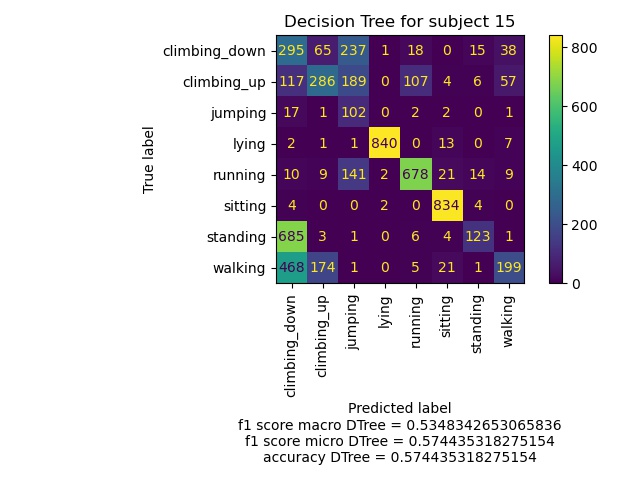 Decision Tree for subject 15
climbing_down 295 65 237 1 18 0 15 38
climbing_up 117 286 189 0 107 4 6 57
jumping 17 1 102 0 2 2 0 1
lying 2 1 1 840 0 13 0 7
running 10 9 141 2 678 21 14 9
sitting 4 0 0 2 0 834 4 0
standing 685 3 1 0 6 4 123 1
walking 468 174 1 0 5 21 1 199
True label
climbing_down
climbing_up
jumping
lying
running
sitting
standing
walking
800
600
400
200
0
Predicted label
f1 score macro DTree = 0.5348342653065836
f1 score micro DTree = 0.574435318275154
accuracy DTree = 0.574435318275154